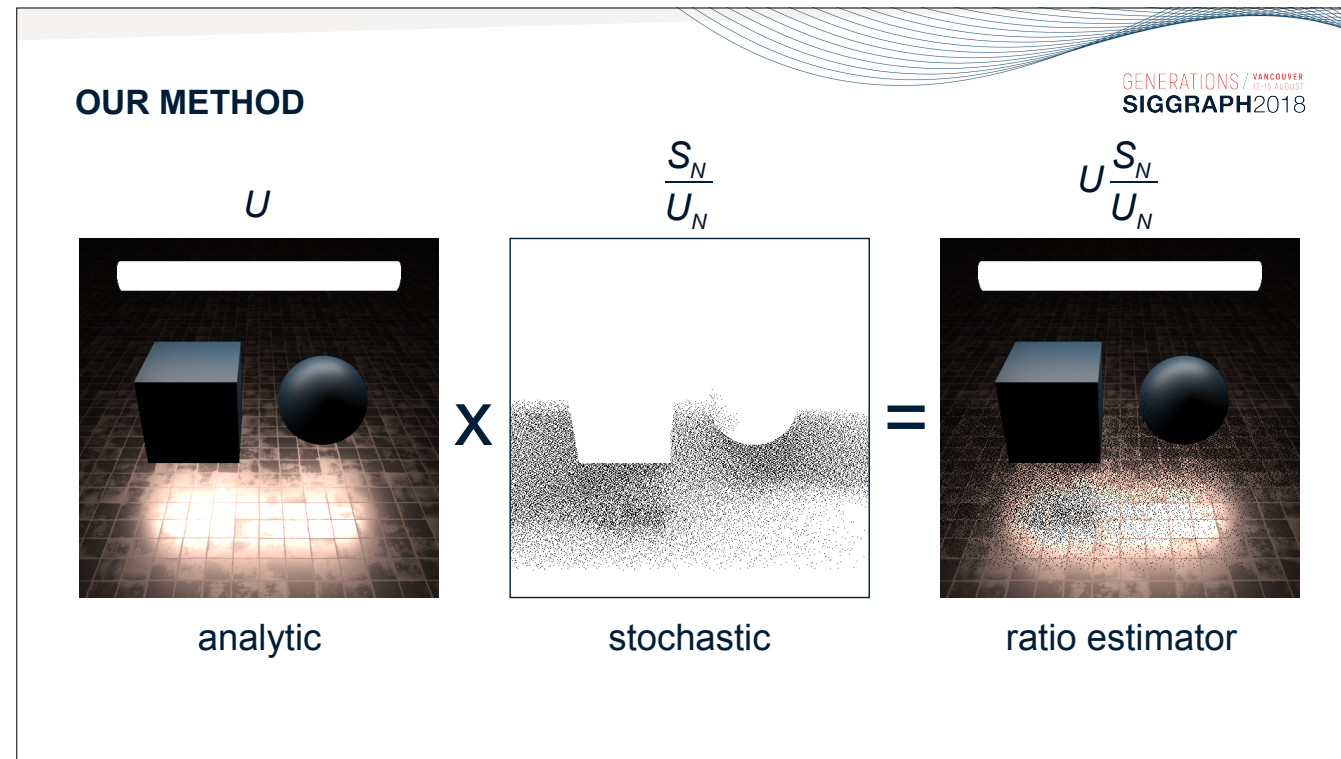 OUR METHOD
GENERATIONS / VANCOUVER
12-16 AUGUST
SIGGRAPH2018
U
S_N
U_N
U S_N
U_N
x
=
analytic
stochastic
ratio estimator